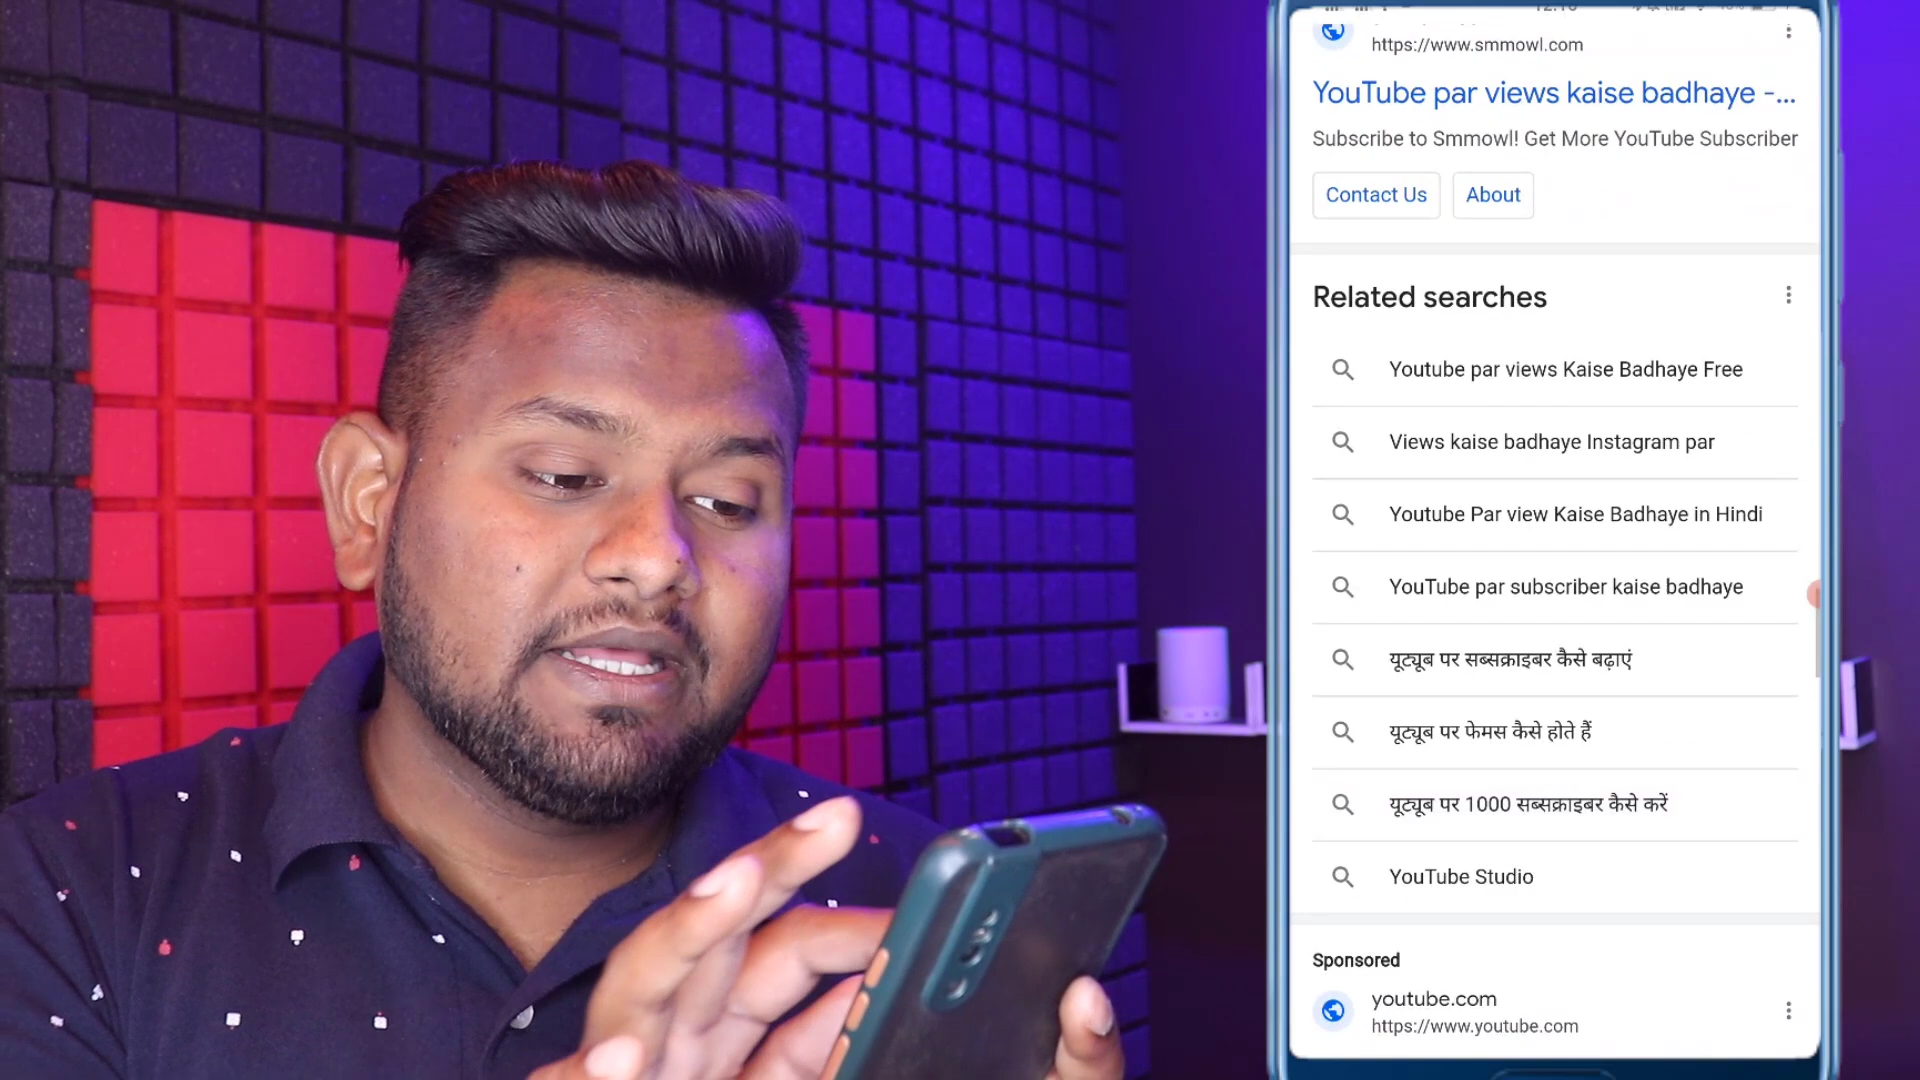 https://www.smmowl.com
YouTube par views kaise badhaye -...
Subscribe to Smmowl! Get More YouTube Subscriber
Contact Us
About
Related searches
Youtube par views Kaise Badhaye Free
Views kaise badhaye Instagram par
Youtube Par view Kaise Badhaye in Hindi
YouTube par subscriber kaise badhaye
यूट्यूब पर सब्सक्राइबर कैसे बढ़ाएं
यूट्यूब पर फेमस कैसे होते हैं
यूट्यूब पर 1000 सब्सक्राइबर कैसे करें
YouTube Studio
Sponsored
youtube.com
https://www.youtube.com